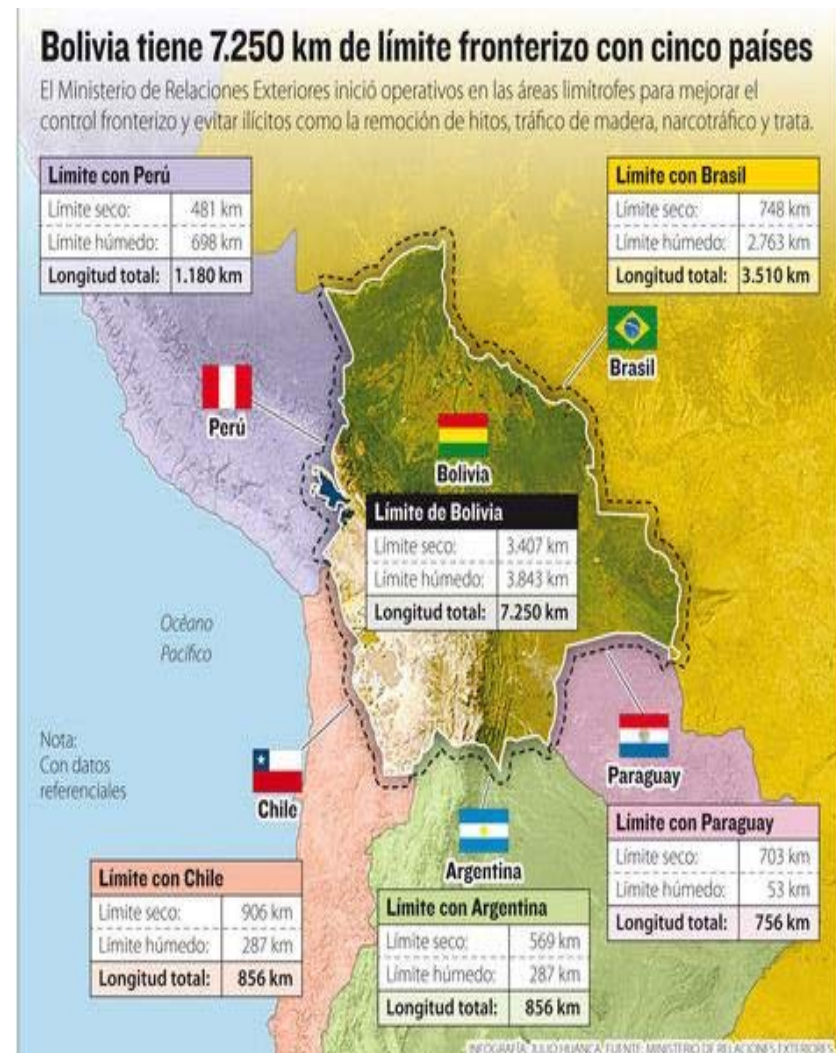 Bolivia tiene 7.250 km de límite fronterizo con cinco países
El Ministerio de Relaciones Exteriores inició operativos en las áreas limítrofes para mejorar el
control fronterizo y evitar ilícitos como la remoción de hitos, tráfico de madera, narcotráfico y trata.
Límite con Perú
Límite seco: 481 km
Límite húmedo: 698 km
Longitud total: 1.180 km
Límite con Brasil
Límite seco: 748 km
Límite húmedo: 2.763 km
Longitud total: 3.510 km
Brasil
Perú
Bolivia
Límite de Bolivia
Límite seco: 3.407 km
Límite húmedo: 3.843 km
Longitud total: 7.250 km
Océano
Pacífico
Nota:
Con datos
referenciales
Chile
Paraguay
Argentina
Límite con Paraguay
Límite seco: 703 km
Límite húmedo: 53 km
Longitud total: 756 km
Límite con Chile
Límite seco: 906 km
Límite húmedo: 287 km
Longitud total: 856 km
Límite con Argentina
Límite seco: 569 km
Límite húmedo: 287 km
Longitud total: 856 km
INFOGRAFÍA: JULIO HUANCA, FUENTE: MINISTERIO DE RELACIONES EXTERIORES